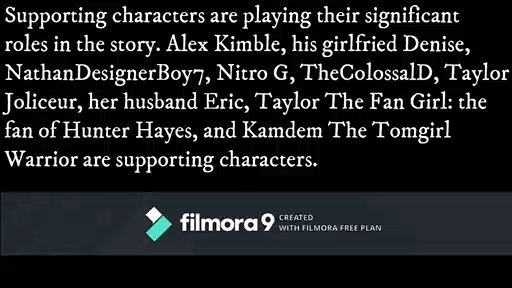 Supporting characters are playing their significant
roles in the story. Alex Kimble, his girlfried Denise,
NathanDesignerBoy7, Nitro G, TheColossalD, Taylor
Joliceur, her husband Eric, Taylor The Fan Girl: the
fan of Hunter Hayes, and Kamdem The Tomgirl
Warrior are supporting characters.
filmora9 CREATED
WITH FILMORA FREE PLAN